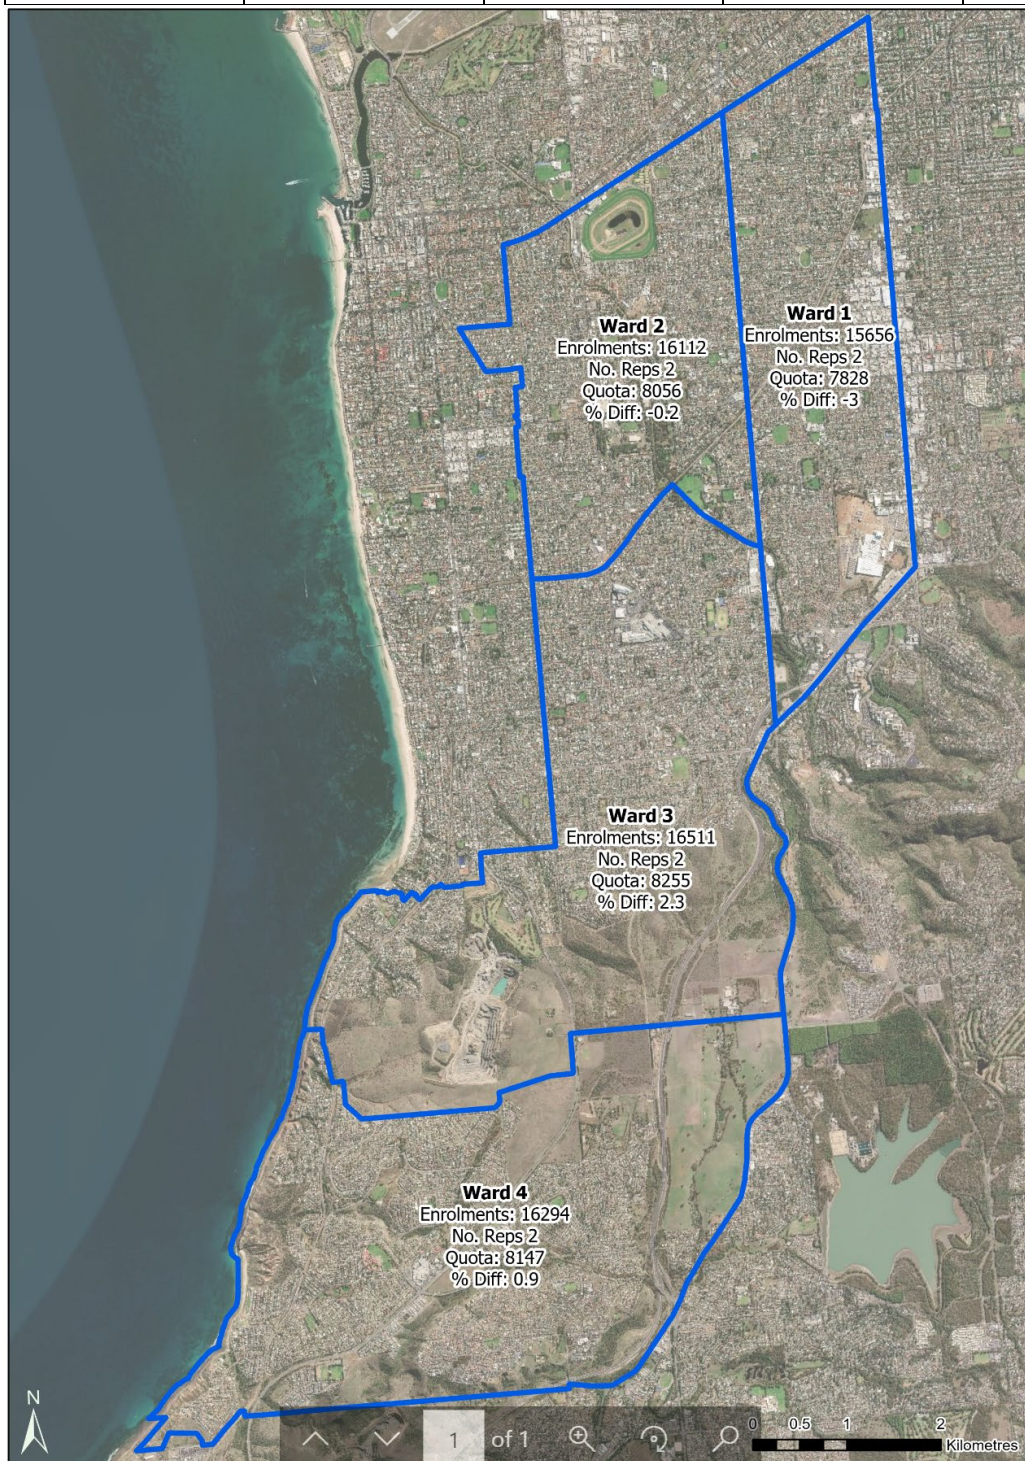 Ward 1
Enrolments: 15656
No. Reps 2
Quota: 7828
% Diff: -3
Ward 2
Enrolments: 16112
No. Reps 2
Quota: 8056
% Diff: -0.2
Ward 3
Enrolments: 16511
No. Reps 2
Quota: 8255
% Diff: 2.3
Ward 4
Enrolments: 16294
No. Reps 2
Quota: 8147
% Diff: 0.9
N
1 of 1
0 0.5 1 2
Kilometres